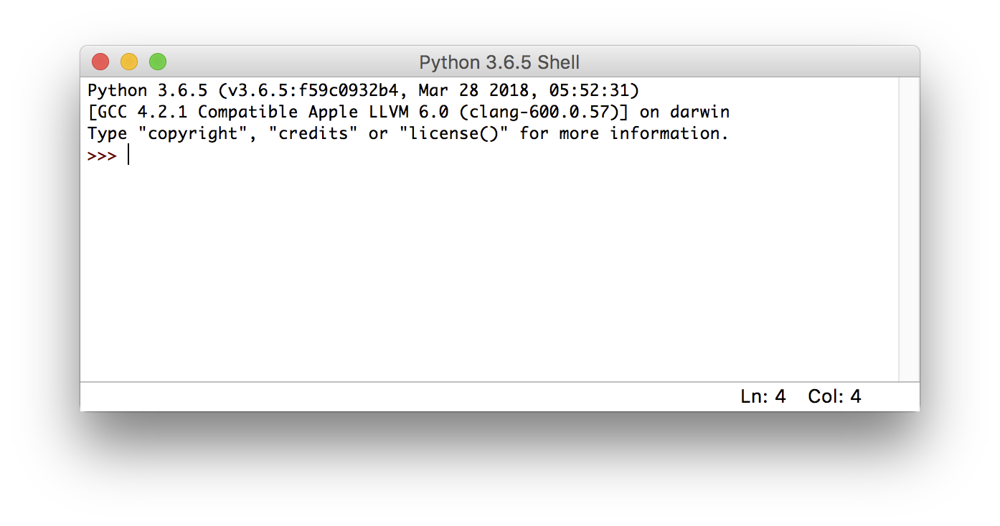 Python 3.6.5 Shell
Python 3.6.5 (v3.6.5:f59c0932b4, Mar 28 2018, 05:52:31)
[GCC 4.2.1 Compatible Apple LLVM 6.0 (clang-600.0.57)] on darwin
Type "copyright", "credits" or "license()" for more information.
>>>
Ln: 4 Col: 4